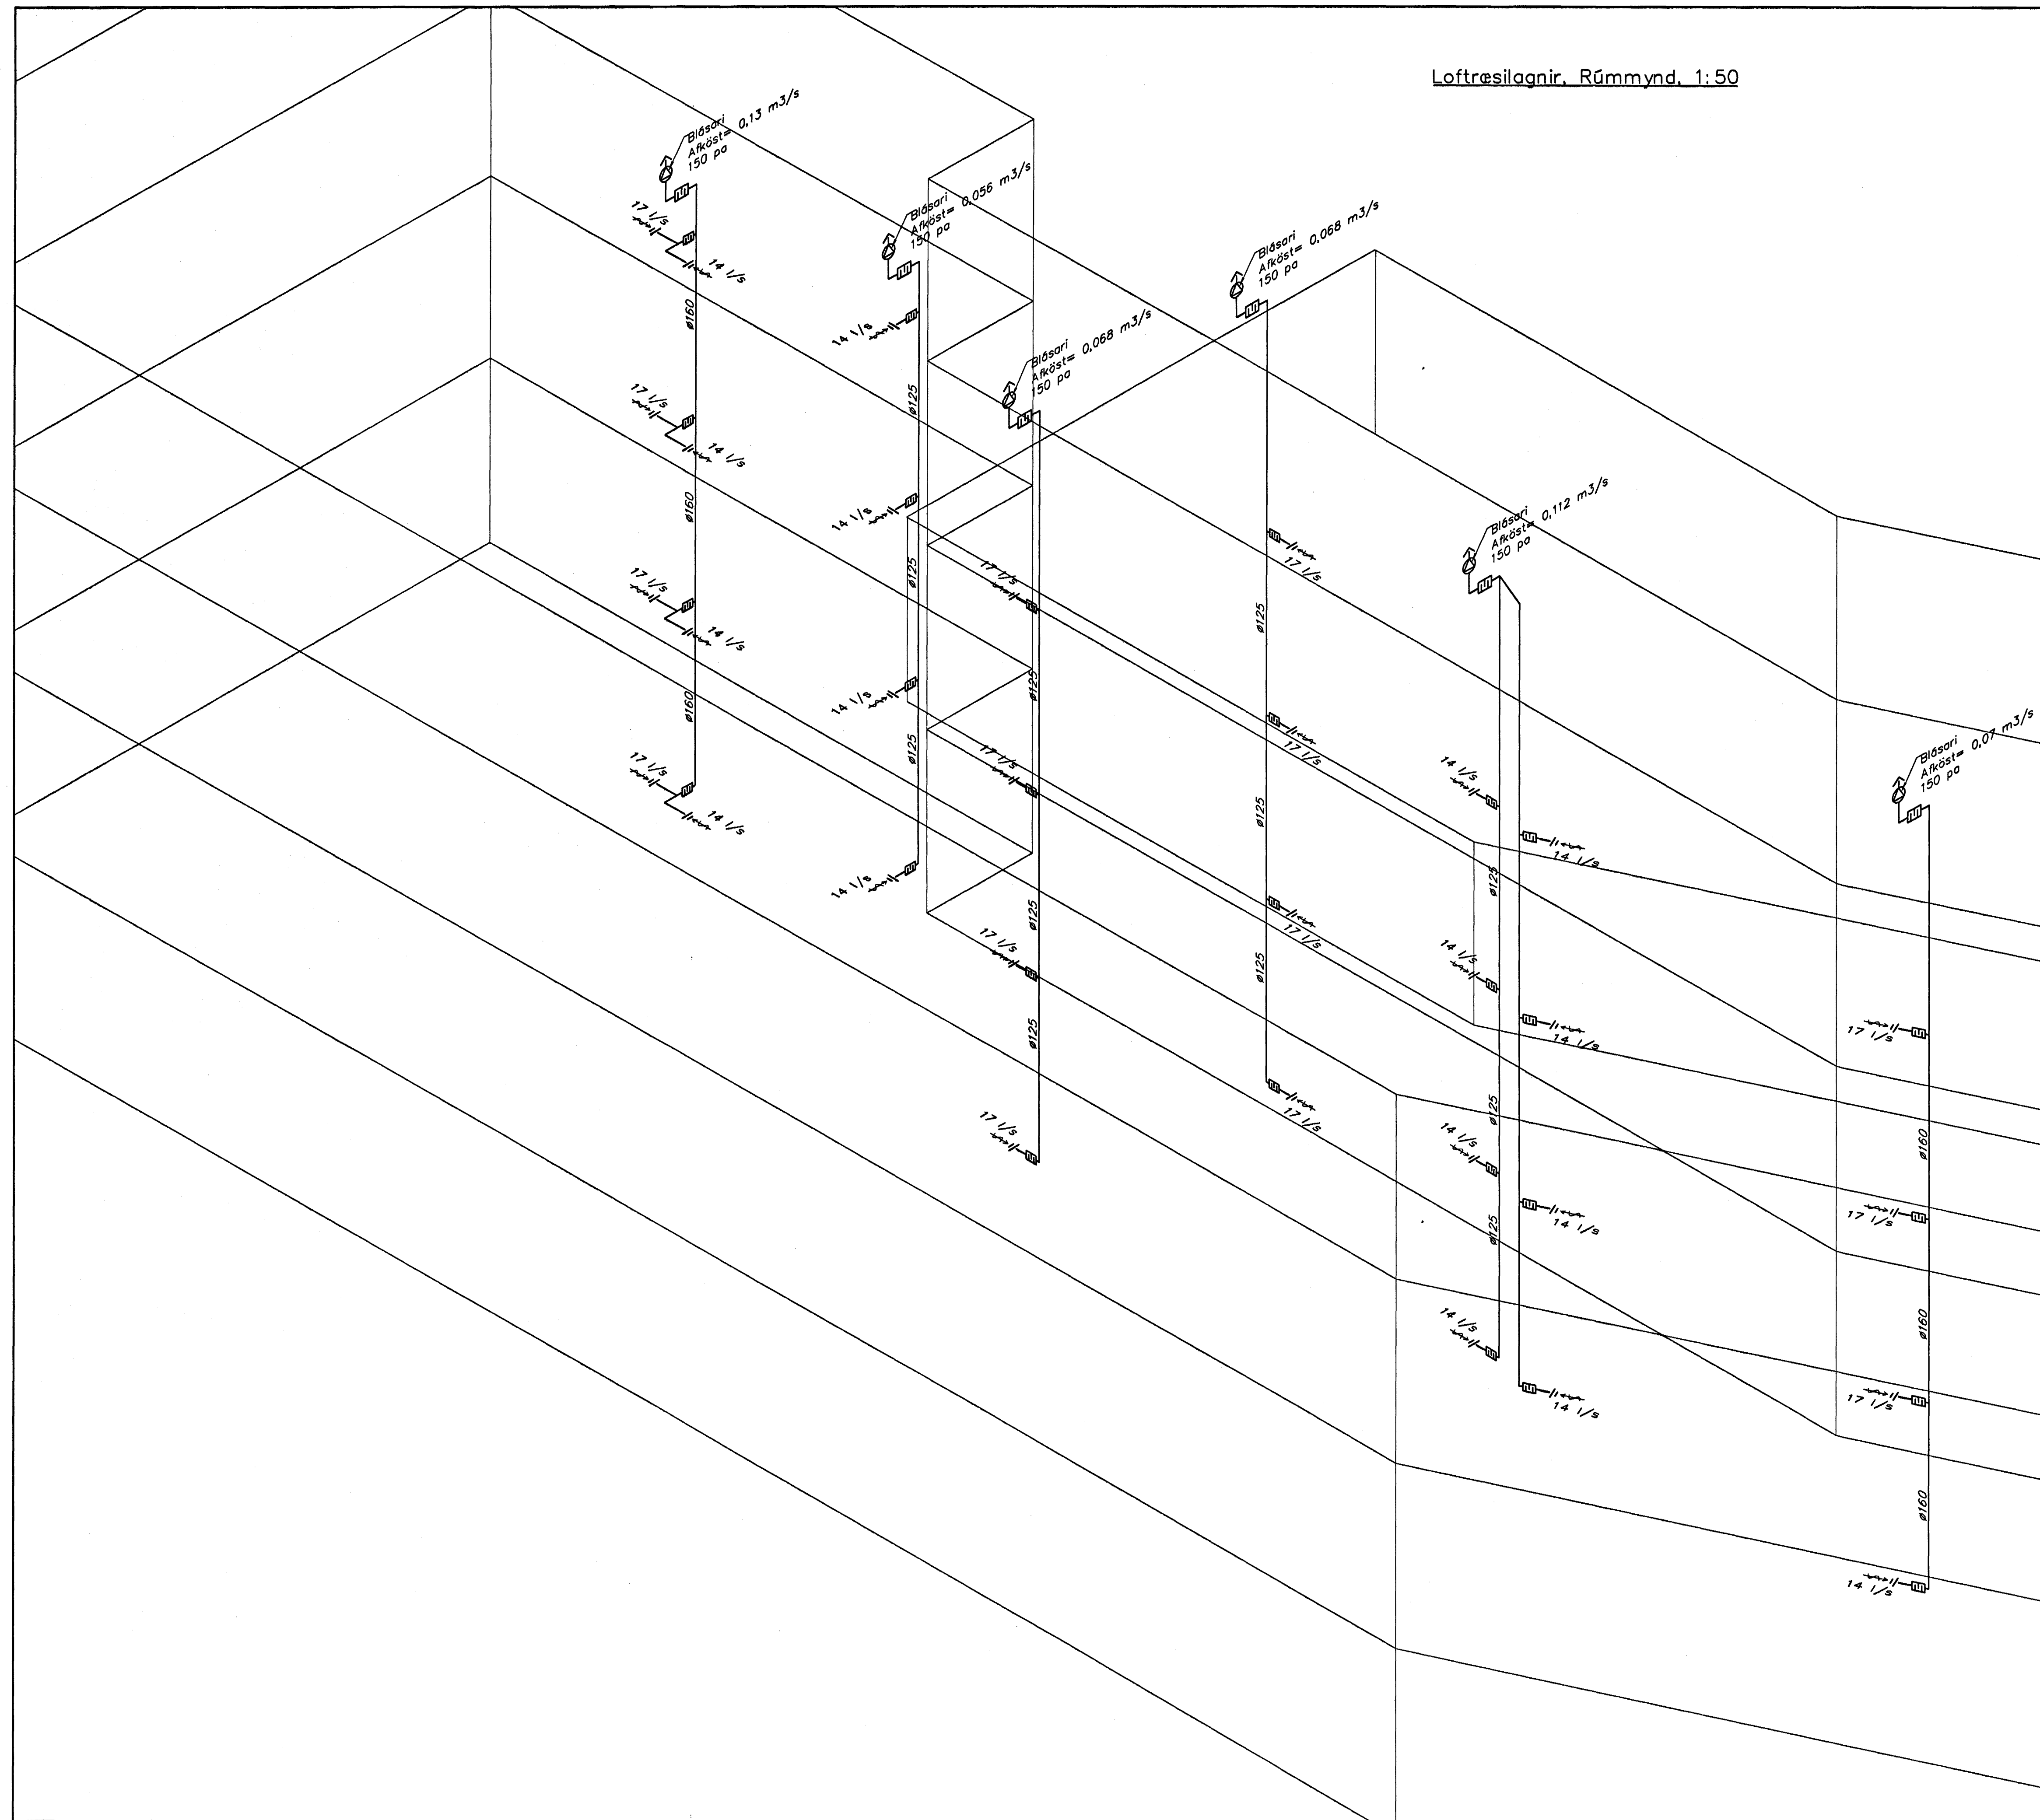 Loftræsilagnir, Rúmmynd, 1:50
Blásari
Afköst= 0,13 m3/s
150 pa
17 l/s
14 l/s
ø160
17 l/s
14 l/s
ø160
17 l/s
14 l/s
ø160
17 l/s
14 l/s
Blásari
Afköst= 0,056 m3/s
150 pa
14 l/s
ø125
14 l/s
ø125
14 l/s
ø125
14 l/s
Blásari
Afköst= 0,068 m3/s
150 pa
17 l/s
ø125
17 l/s
ø125
17 l/s
ø125
17 l/s
Blásari
Afköst= 0,068 m3/s
150 pa
17 l/s
ø125
17 l/s
ø125
17 l/s
ø125
17 l/s
Blásari
Afköst= 0,112 m3/s
150 pa
14 l/s
14 l/s
ø125
14 l/s
14 l/s
ø125
14 l/s
14 l/s
ø125
14 l/s
14 l/s
Blásari
Afköst= 0,07 m3/s
150 pa
17 l/s
ø160
17 l/s
ø160
17 l/s
ø160
14 l/s